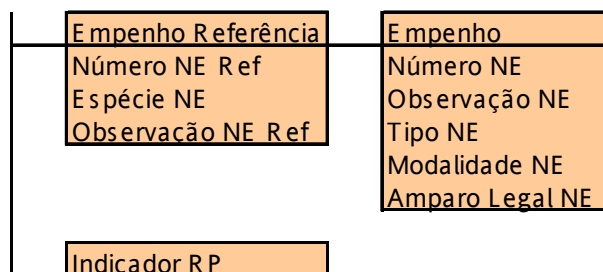 Empenho Referência
Número NE Ref
Espécie NE
Observação NE Ref
Empenho
Número NE
Observação NE
Tipo NE
Modalidade NE
Amparo Legal NE
Indicador RP